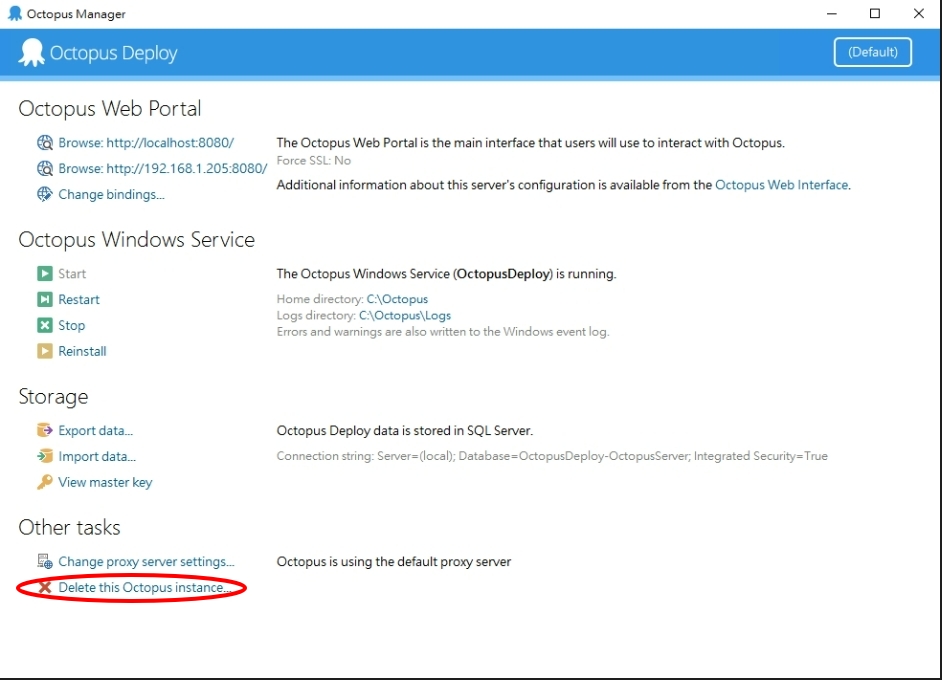 Octopus Manager
Octopus Deploy
(Default)
Octopus Web Portal
Browse: http://localhost:8080/
The Octopus Web Portal is the main interface that users will use to interact with Octopus.
Force SSL: No
Browse: http://192.168.1.205:8080/
Additional information about this server's configuration is available from the Octopus Web Interface.
Change bindings...
Octopus Windows Service
Start
The Octopus Windows Service (OctopusDeploy) is running.
Restart
Home directory: C:\Octopus
Logs directory: C:\Octopus\Logs
Stop
Errors and warnings are also written to the Windows event log.
Reinstall
Storage
Export data...
Octopus Deploy data is stored in SQL Server.
Import data...
Connection string: Server=(local); Database=OctopusDeploy-OctopusServer; Integrated Security=True
View master key
Other tasks
Change proxy server settings...
Octopus is using the default proxy server
Delete this Octopus instance...